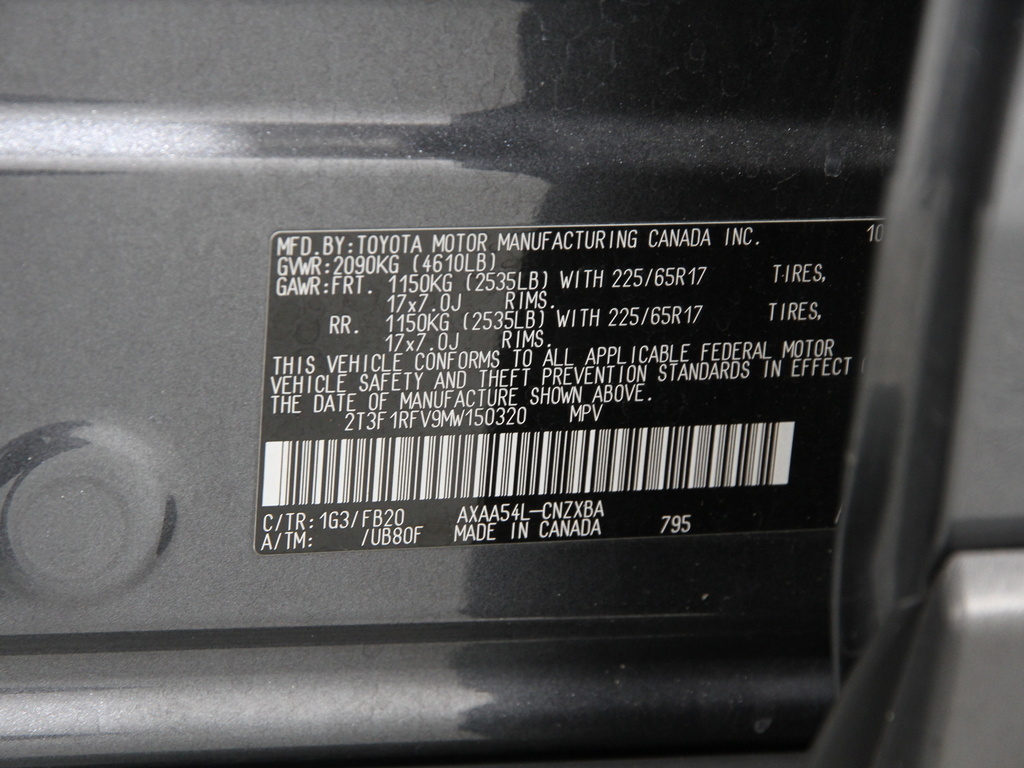 MFD.BY:TOYOTA MOTOR MANUFACTURING CANADA INC. 10
GVWR:2090KG (4610LB)
GAWR:FRT. 1150KG (2535LB) WITH 225/65R17 TIRES,
17x7.0J RIMS.
RR. 1150KG (2535LB) WITH 225/65R17 TIRES,
17x7.0J RIMS.
THIS VEHICLE CONFORMS TO ALL APPLICABLE FEDERAL MOTOR
VEHICLE SAFETY AND THEFT PREVENTION STANDARDS IN EFFECT
THE DATE OF MANUFACTURE SHOWN ABOVE.
2T3F1RFV9MW150320 MPV
C/TR:1G3/FB20 AXAA54L-CNZXBA
A/TM: /UB80F MADE IN CANADA 795